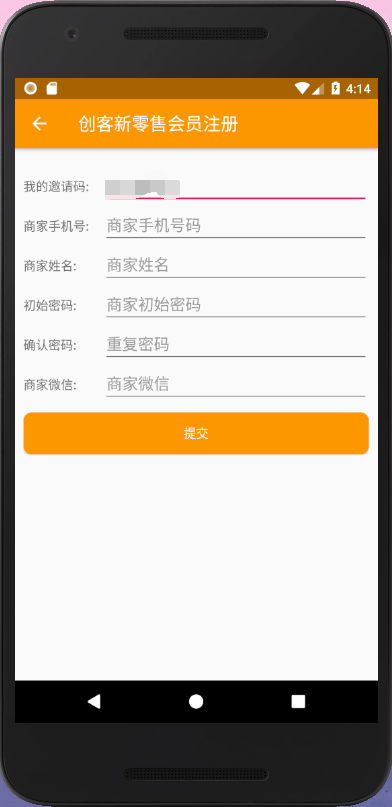 4:14
创客新零售会员注册
我的邀请码:
商家手机号: 商家手机号码
商家姓名: 商家姓名
初始密码: 商家初始密码
确认密码: 重复密码
商家微信: 商家微信
提交